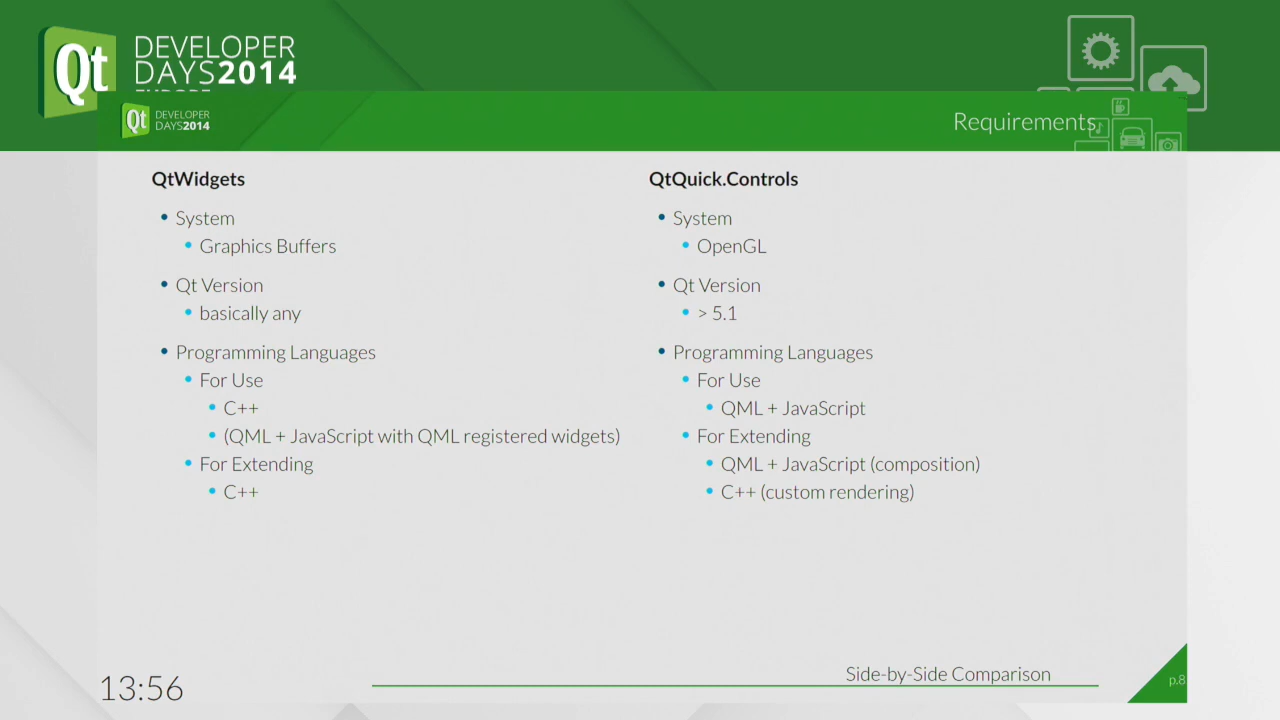 Qt
DEVELOPER
DAYS2014
EUROPE
Qt
DEVELOPER
DAYS2014
Requirements
QtWidgets
System
Graphics Buffers
Qt Version
basically any
Programming Languages
For Use
C++
(QML + JavaScript with QML registered widgets)
For Extending
C++
QtQuick.Controls
System
OpenGL
Qt Version
> 5.1
Programming Languages
For Use
QML + JavaScript
For Extending
QML + JavaScript (composition)
C++ (custom rendering)
13:56
Side-by-Side Comparison
p.8